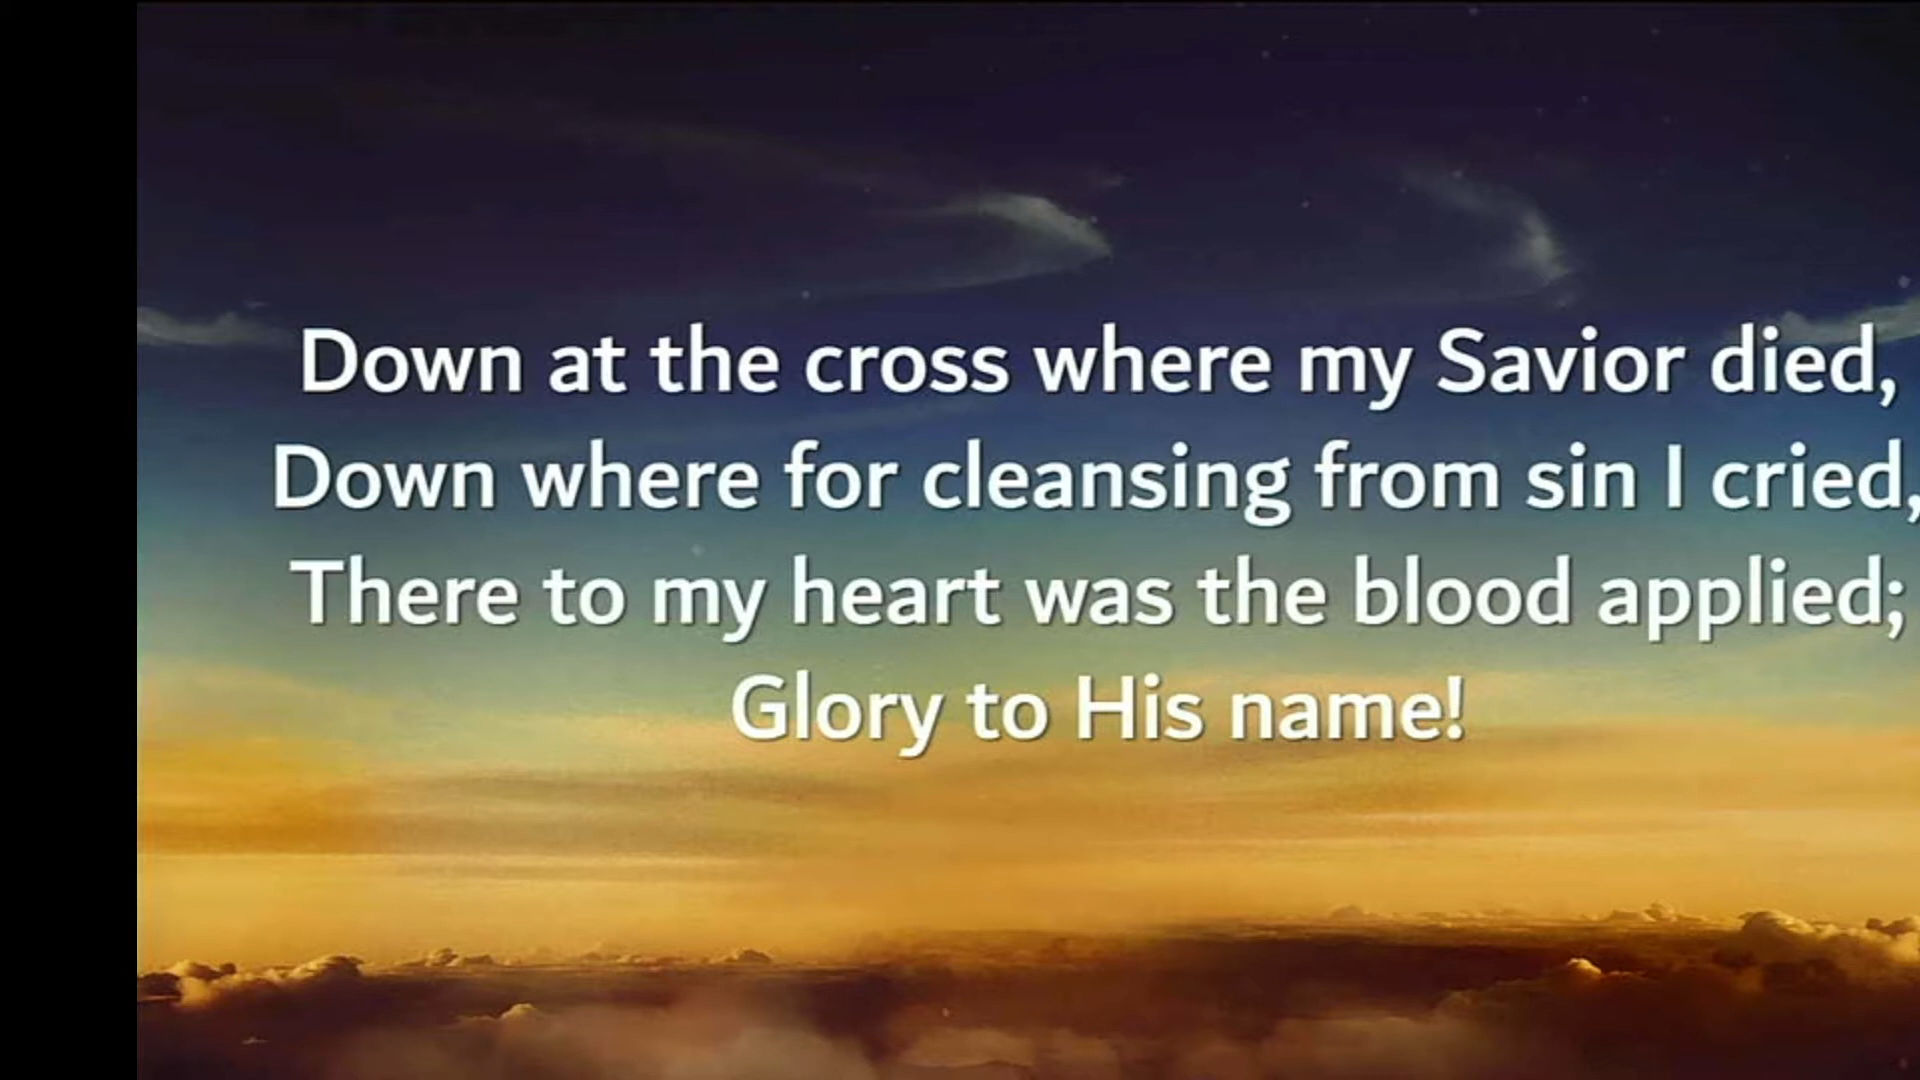 Down at the cross where my Savior died,
Down where for cleansing from sin I cried,
There to my heart was the blood applied;
Glory to His name!